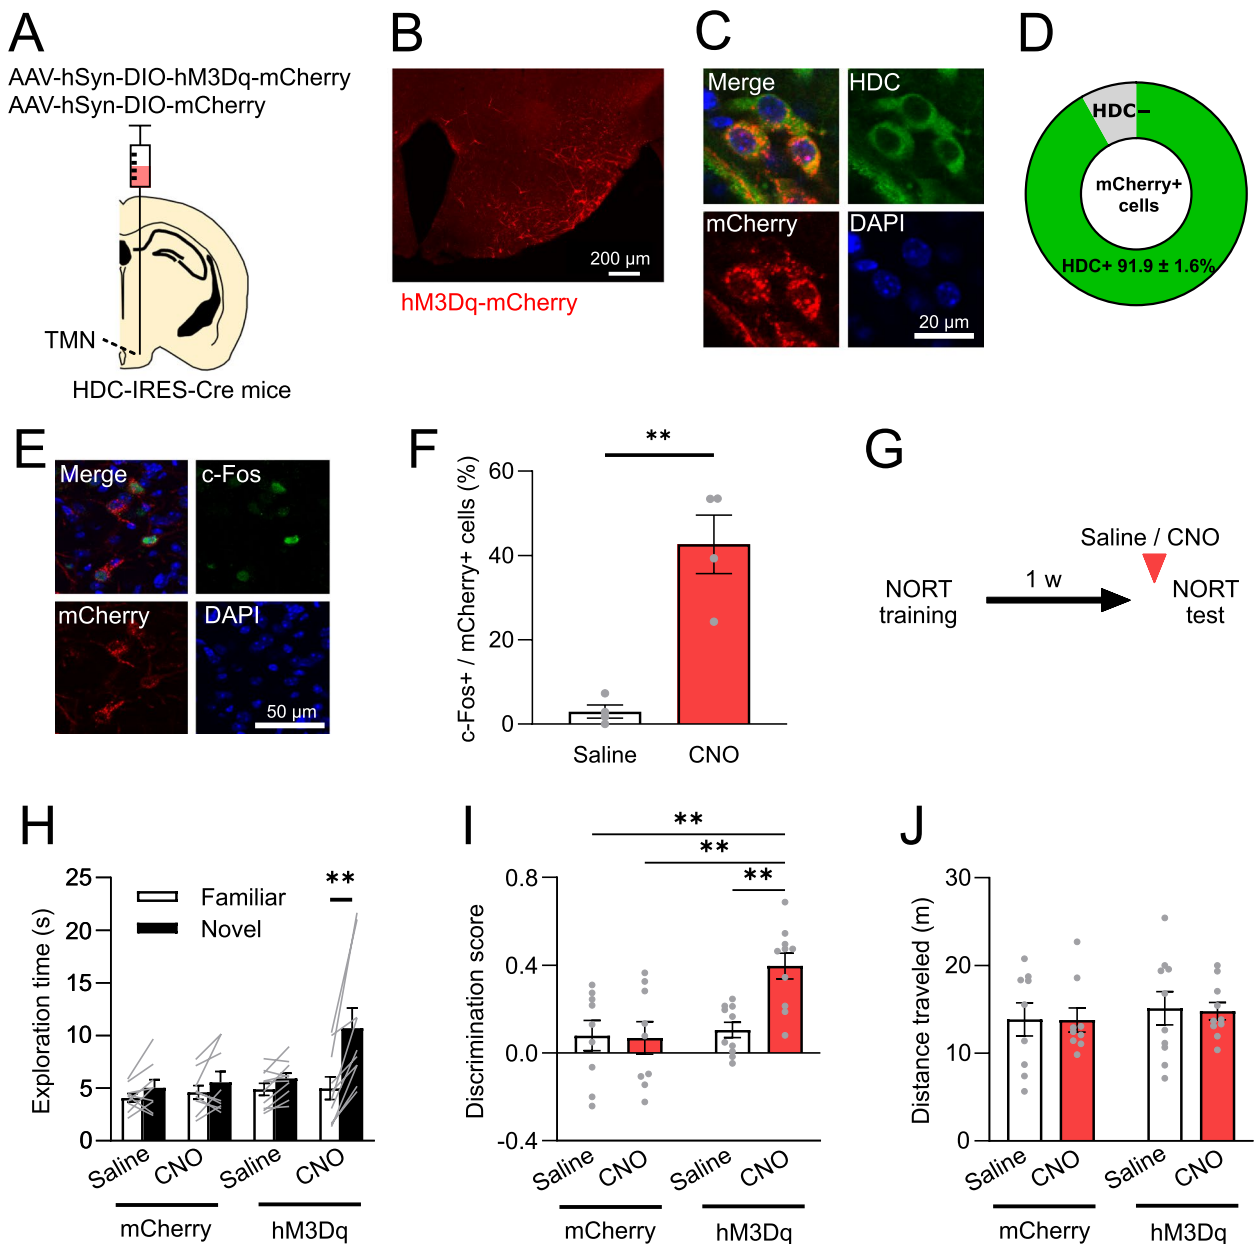 A
AAV-hSyn-DIO-hM3Dq-mCherry
AAV-hSyn-DIO-mCherry
TMN
HDC-IRES-Cre mice
B
200 µm
hM3Dq-mCherry
C
Merge
HDC
mCherry
DAPI
20 µm
D
HDC−
mCherry+
cells
HDC+ 91.9 ± 1.6%
E
Merge
c-Fos
mCherry
DAPI
50 µm
F
**
c-Fos+ / mCherry+ cells (%)
60
40
20
0
Saline
CNO
G
Saline / CNO
1 w
NORT
training
NORT
test
H
Exploration time (s)
25
20
15
10
5
0
Familiar
Novel
**
Saline
CNO
Saline
CNO
mCherry
hM3Dq
I
**
**
**
Discrimination score
0.8
0.4
0.0
-0.4
Saline
CNO
Saline
CNO
mCherry
hM3Dq
J
Distance traveled (m)
30
20
10
0
Saline
CNO
Saline
CNO
mCherry
hM3Dq